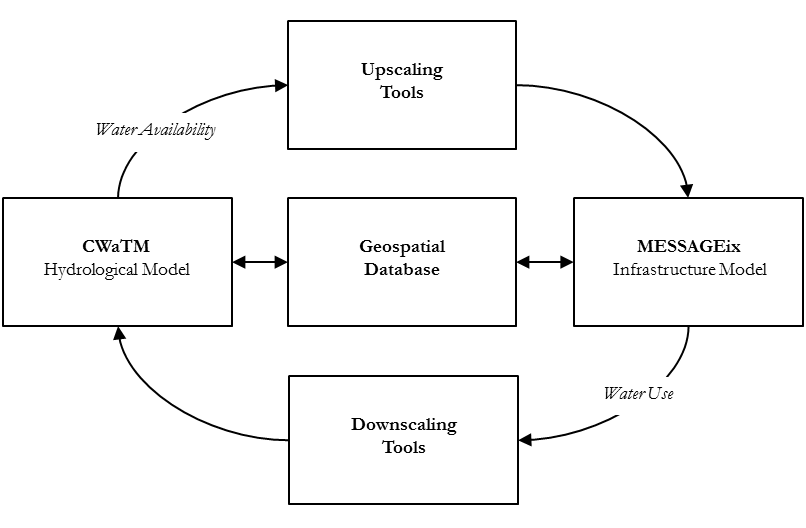 Upscaling
Tools
Water Availability
CWaTM
Hydrological Model
Geospatial
Database
MESSAGEix
Infrastructure Model
Water Use
Downscaling
Tools